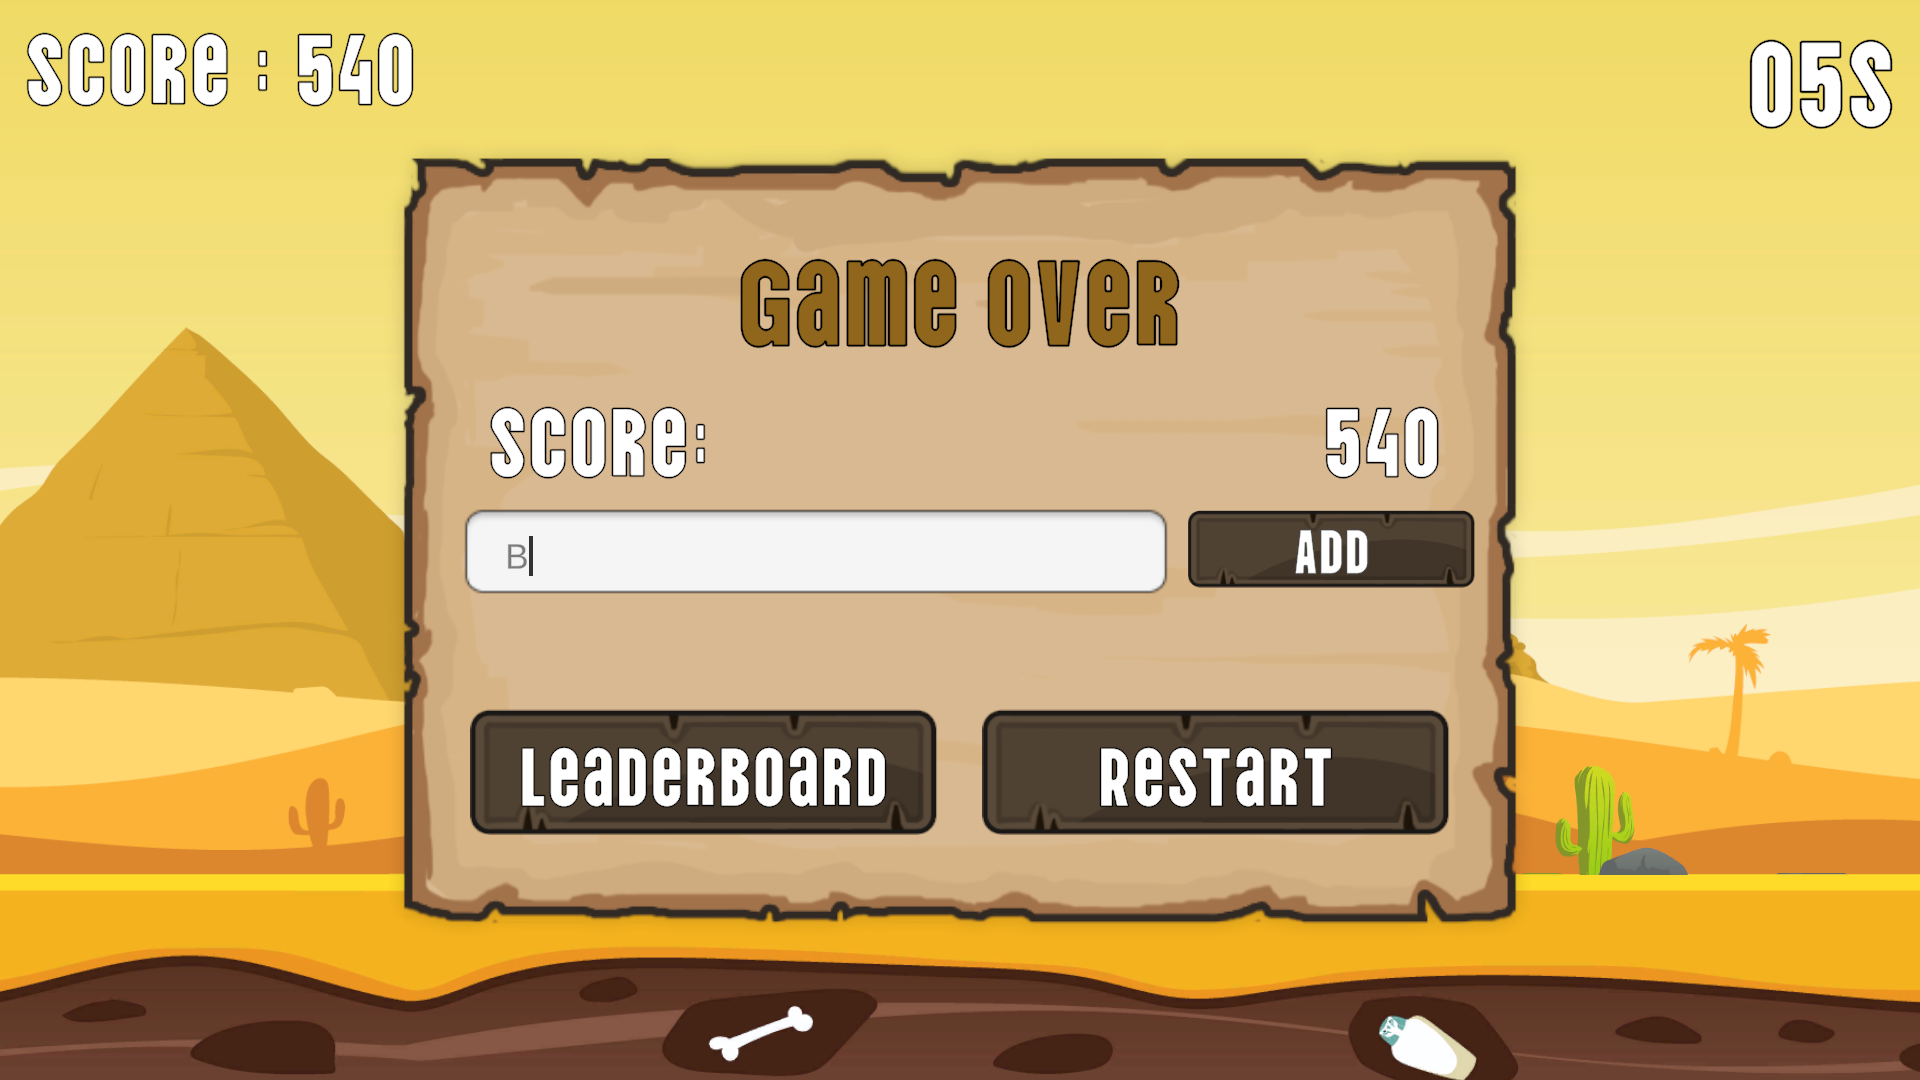 SCORE : 540
05S
GAME OVER
SCORE: 540
B
ADD
LEADERBOARD
RESTART